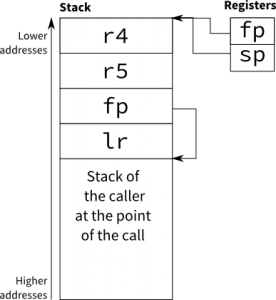 Stack
Registers
Lower
addresses
r4
fp
sp
r5
fp
lr
Stack of
the caller
at the point
of the call
Higher
addresses